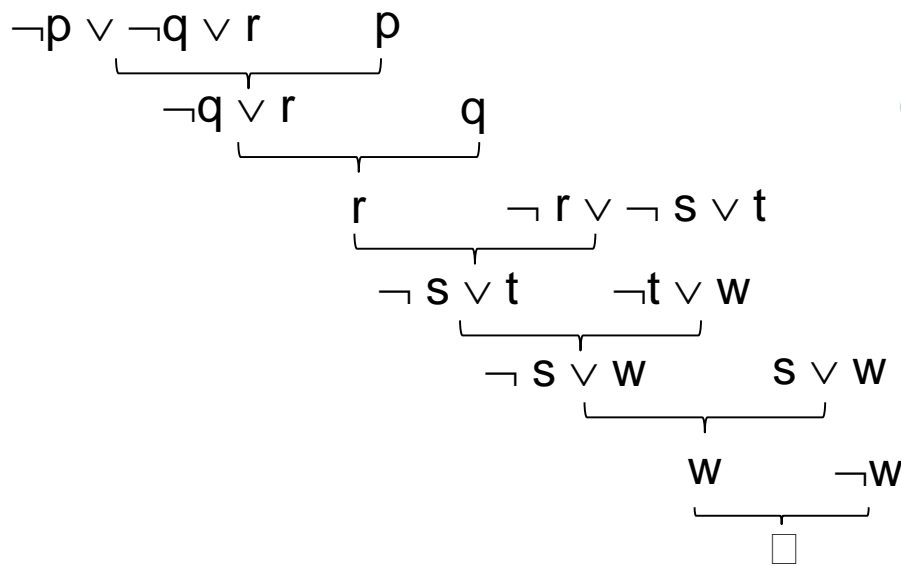 ¬p ∨ ¬q ∨ r p
¬q ∨ r q
r ¬ r ∨ ¬ s ∨ t
¬ s ∨ t ¬t ∨ w
¬ s ∨ w s ∨ w
w ¬w
□